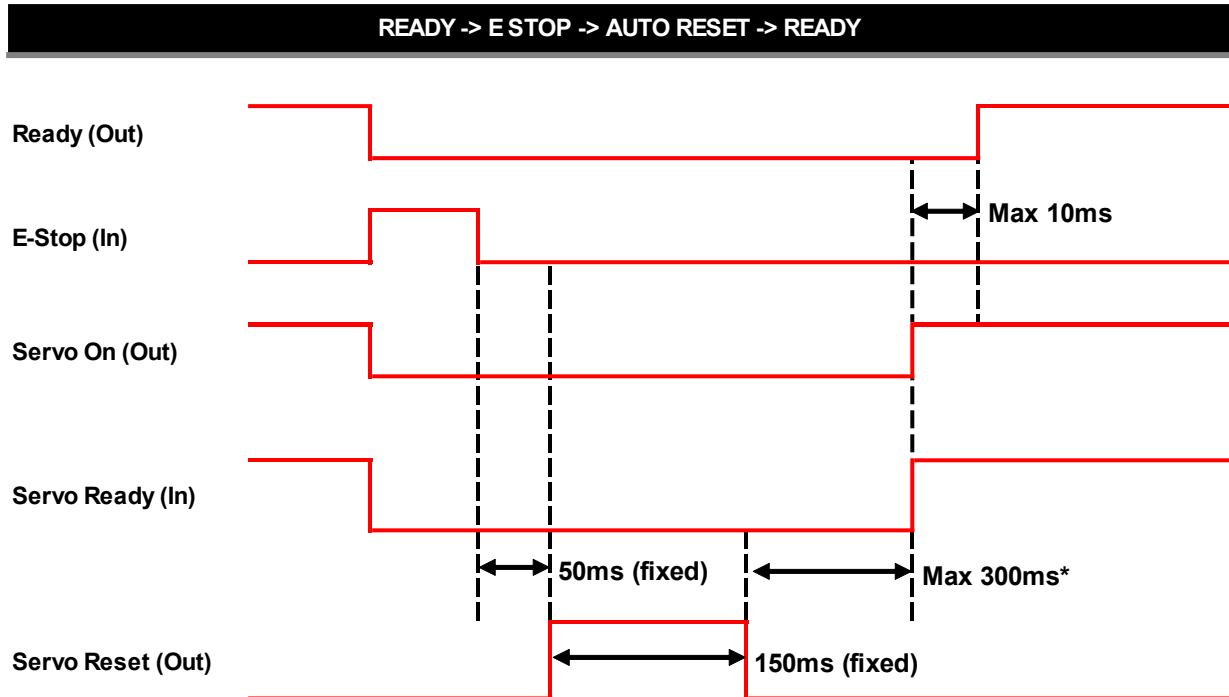 READY -> E STOP -> AUTO RESET -> READY
Ready (Out)
Max 10ms
E-Stop (In)
Servo On (Out)
Servo Ready (In)
50ms (fixed)
Max 300ms*
Servo Reset (Out)
150ms (fixed)